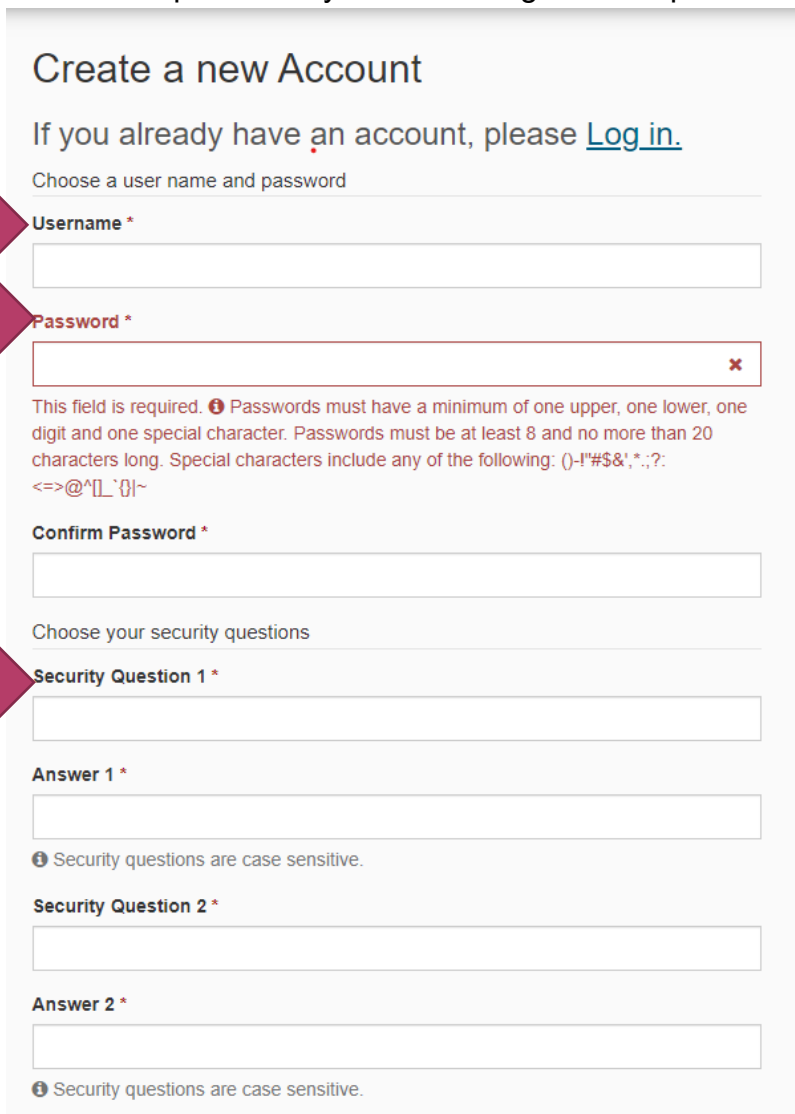 Create a new Account
If you already have an account, please Log in.
Choose a user name and password
Username *
Password *
This field is required. Passwords must have a minimum of one upper, one lower, one
digit and one special character. Passwords must be at least 8 and no more than 20
characters long. Special characters include any of the following: ()-!"#$&',*.;?:
<=>@^[]_`{}|~
Confirm Password *
Choose your security questions
Security Question 1 *
Answer 1 *
Security questions are case sensitive.
Security Question 2 *
Answer 2 *
Security questions are case sensitive.